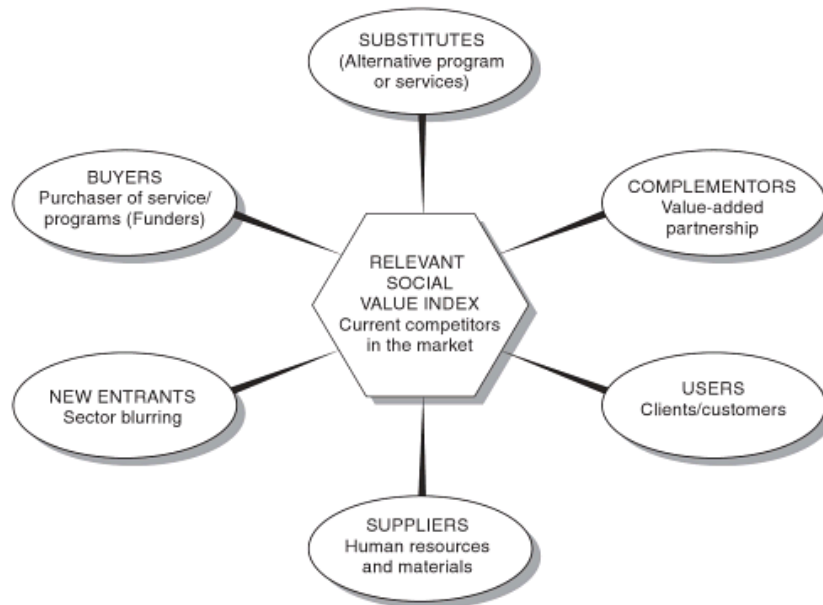 SUBSTITUTES
(Alternative program
or services)
BUYERS
Purchaser of service/
programs (Funders)
COMPLEMENTORS
Value-added
partnership
RELEVANT
SOCIAL
VALUE INDEX
Current competitors
in the market
NEW ENTRANTS
Sector blurring
USERS
Clients/customers
SUPPLIERS
Human resources
and materials